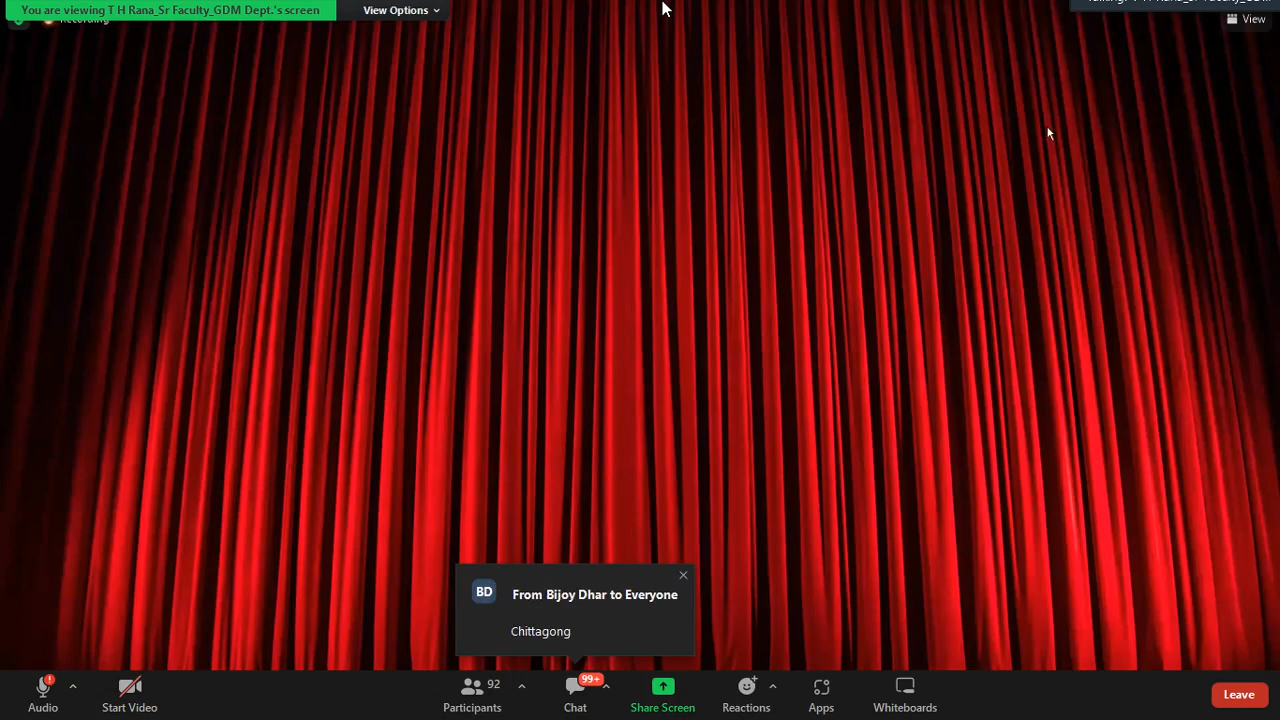 You are viewing T H Rana_Sr Faculty_GDM Dept.'s screen
View Options
Recording
View
BD
From Bijoy Dhar to Everyone
Chittagong
Audio
Start Video
92
Participants
99+
Chat
Share Screen
Reactions
Apps
Whiteboards
Leave